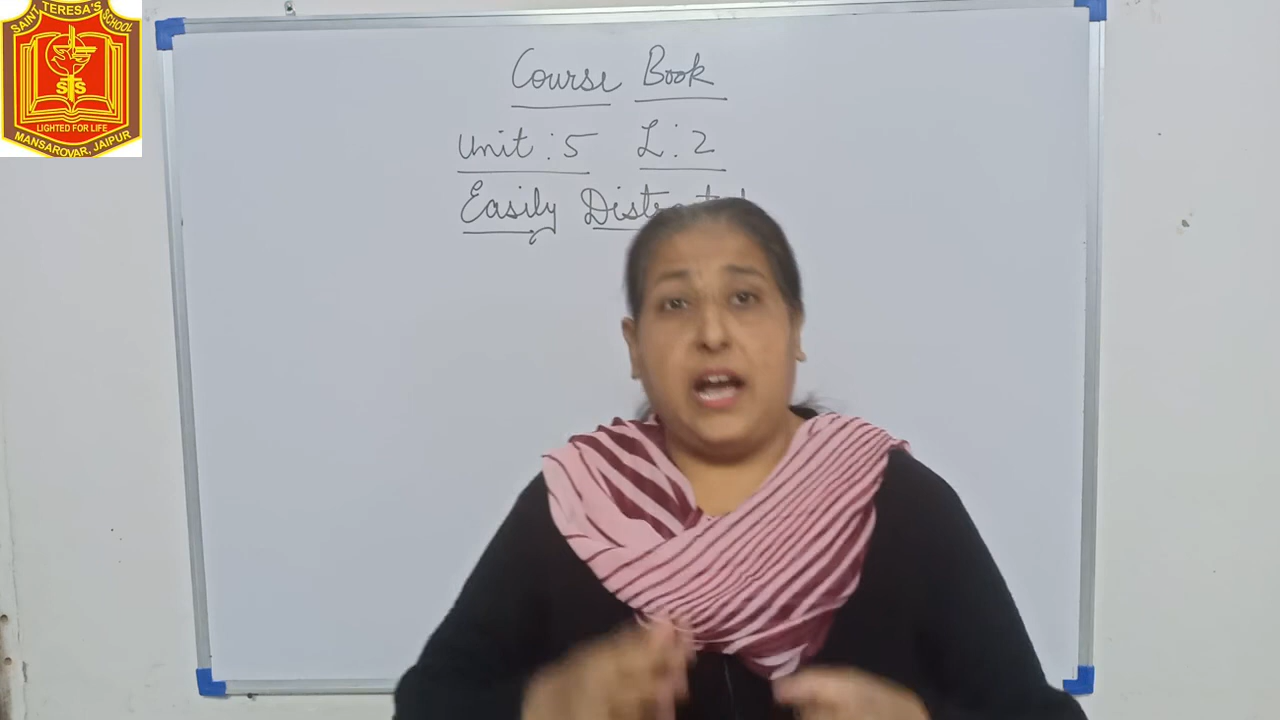 SAINT TERESA'S SCHOOL
STS
LIGHTED FOR LIFE
MANSAROVAR, JAIPUR
Course Book
Unit : 5 L : 2
Easily